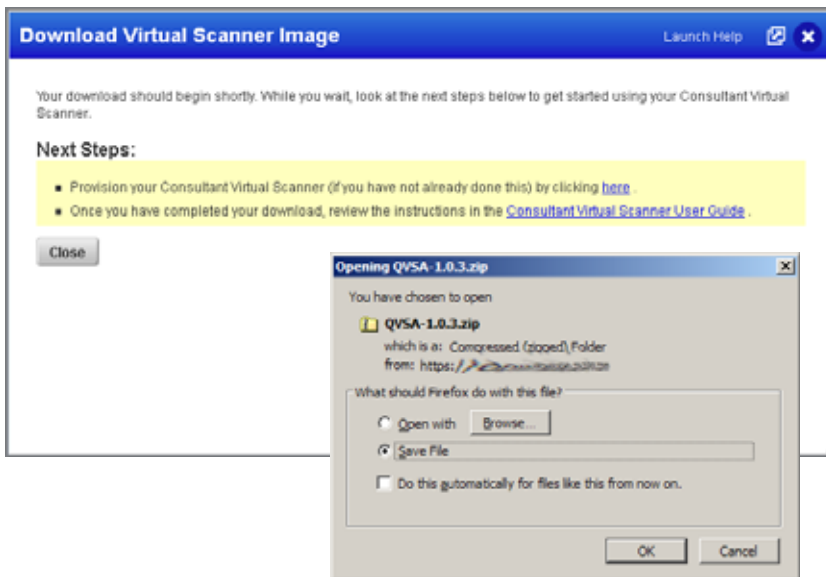 Download Virtual Scanner Image
Launch Help
Your download should begin shortly. While you wait, look at the next steps below to get started using your Consultant Virtual
Scanner.
Next Steps:
Provision your Consultant Virtual Scanner (if you have not already done this) by clicking here .
Once you have completed your download, review the instructions in the Consultant Virtual Scanner User Guide .
Close
Opening QVSA-1.0.3.zip
You have chosen to open
QVSA-1.0.3.zip
which is a: Compressed (zipped) Folder
from: https://
What should Firefox do with this file?
Open with Browse...
Save File
Do this automatically for files like this from now on.
OK Cancel